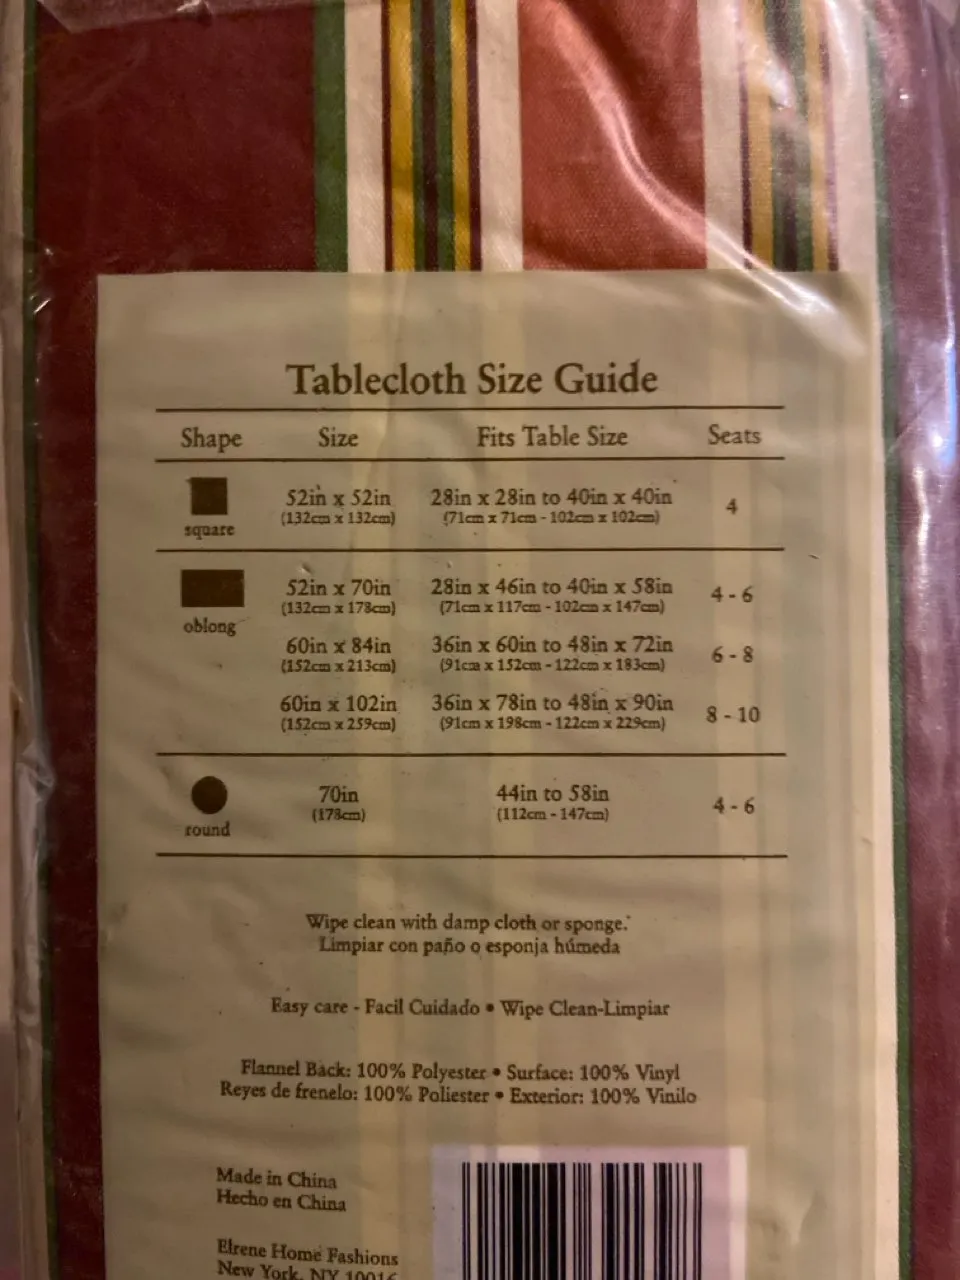 Tablecloth Size Guide
Shape Size Fits Table Size Seats
square 52in x 52in 28in x 28in to 40in x 40in 4
(132cm x 132cm) (71cm x 71cm - 102cm x 102cm)
oblong 52in x 70in 28in x 46in to 40in x 58in 4 - 6
(132cm x 178cm) (71cm x 117cm - 102cm x 147cm)
60in x 84in 36in x 60in to 48in x 72in 6 - 8
(152cm x 213cm) (91cm x 152cm - 122cm x 183cm)
60in x 102in 36in x 78in to 48in x 90in 8 - 10
(152cm x 259cm) (91cm x 198cm - 122cm x 229cm)
round 70in 44in to 58in 4 - 6
(178cm) (112cm - 147cm)
Wipe clean with damp cloth or sponge.
Limpiar con paño o esponja húmeda
Easy care - Facil Cuidado • Wipe Clean-Limpiar
Flannel Back: 100% Polyester • Surface: 100% Vinyl
Reyes de frenelo: 100% Poliester • Exterior: 100% Vinilo
Made in China
Hecho en China
Elrene Home Fashions
New York, NY 10016